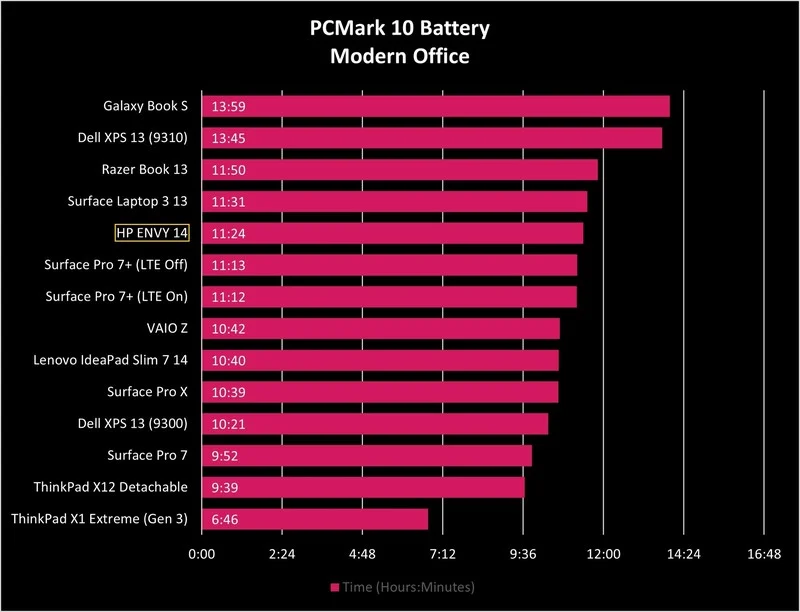 PCMark 10 Battery
Modern Office
Galaxy Book S 13:59
Dell XPS 13 (9310) 13:45
Razer Book 13 11:50
Surface Laptop 3 13 11:31
HP ENVY 14 11:24
Surface Pro 7+ (LTE Off) 11:13
Surface Pro 7+ (LTE On) 11:12
VAIO Z 10:42
Lenovo IdeaPad Slim 7 14 10:40
Surface Pro X 10:39
Dell XPS 13 (9300) 10:21
Surface Pro 7 9:52
ThinkPad X12 Detachable 9:39
ThinkPad X1 Extreme (Gen 3) 6:46
0:00 2:24 4:48 7:12 9:36 12:00 14:24 16:48
Time (Hours:Minutes)